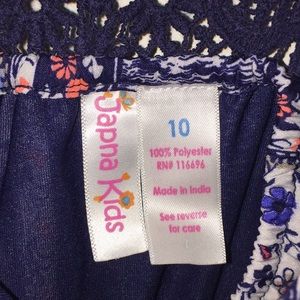 Japna Kids
10
100% Polyester
RN# 116696
Made in India
See reverse
for care